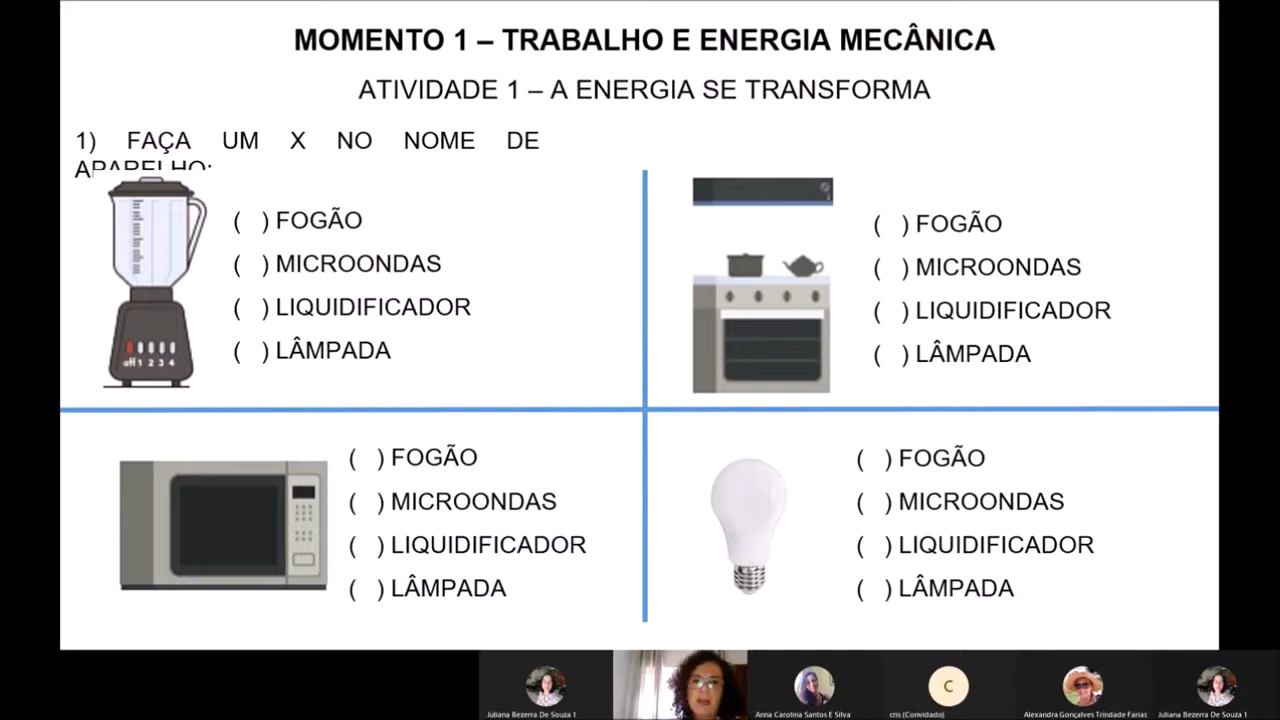 MOMENTO 1 – TRABALHO E ENERGIA MECÂNICA
ATIVIDADE 1 – A ENERGIA SE TRANSFORMA
1) FAÇA UM X NO NOME DE
APARELHO:
( ) FOGÃO
( ) MICROONDAS
( ) LIQUIDIFICADOR
( ) LÂMPADA
off 1 2 3 4
( ) FOGÃO
( ) MICROONDAS
( ) LIQUIDIFICADOR
( ) LÂMPADA
( ) FOGÃO
( ) MICROONDAS
( ) LIQUIDIFICADOR
( ) LÂMPADA
( ) FOGÃO
( ) MICROONDAS
( ) LIQUIDIFICADOR
( ) LÂMPADA
C
Juliana Bezerra De Souza 1
Anna Carolina Santos E Silva
cris (Convidado)
Alexandra Gonçalves Trindade Farias
Juliana Bezerra De Souza 1